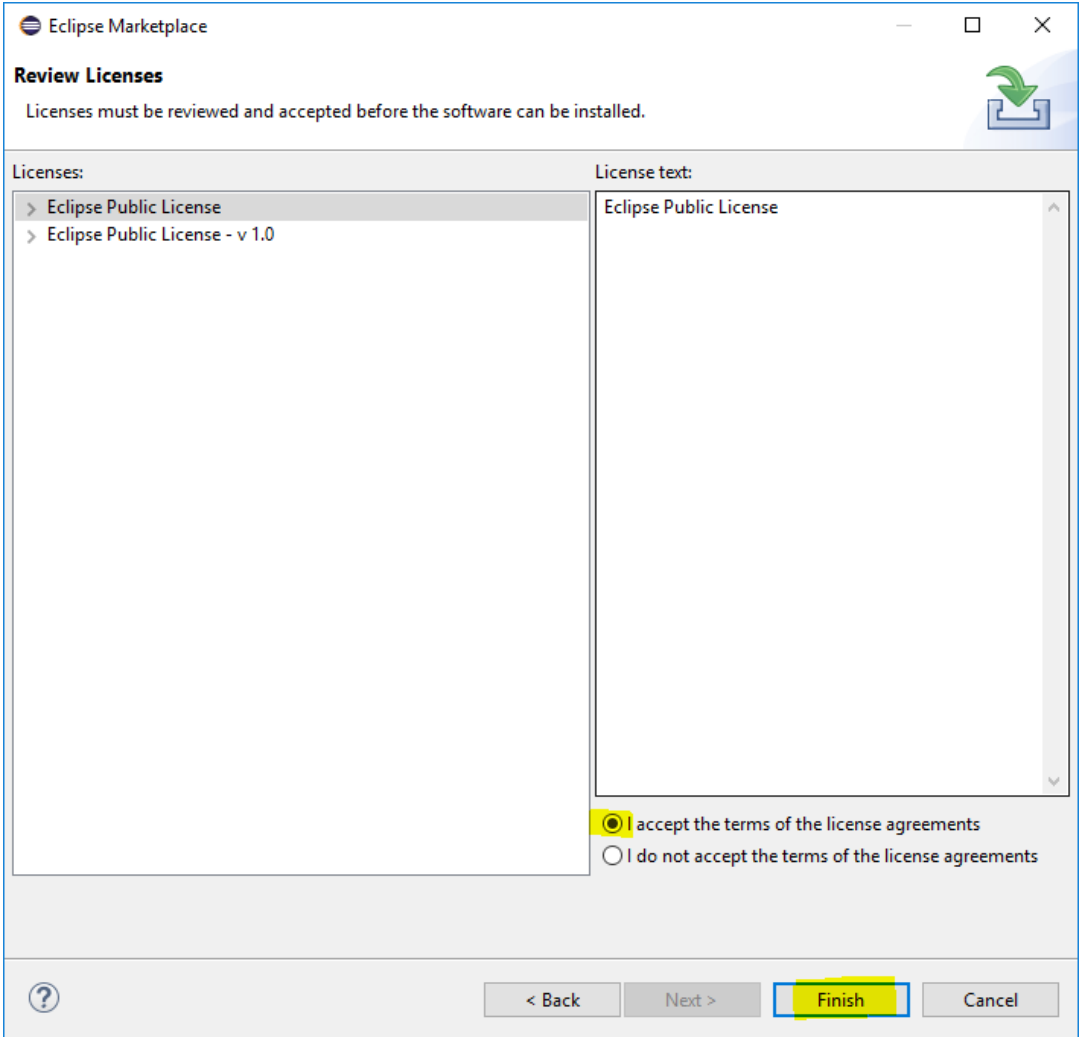 Eclipse Marketplace
Review Licenses
Licenses must be reviewed and accepted before the software can be installed.
Licenses:
Eclipse Public License
Eclipse Public License - v 1.0
License text:
Eclipse Public License
I accept the terms of the license agreements
I do not accept the terms of the license agreements
?
< Back
Next >
Finish
Cancel